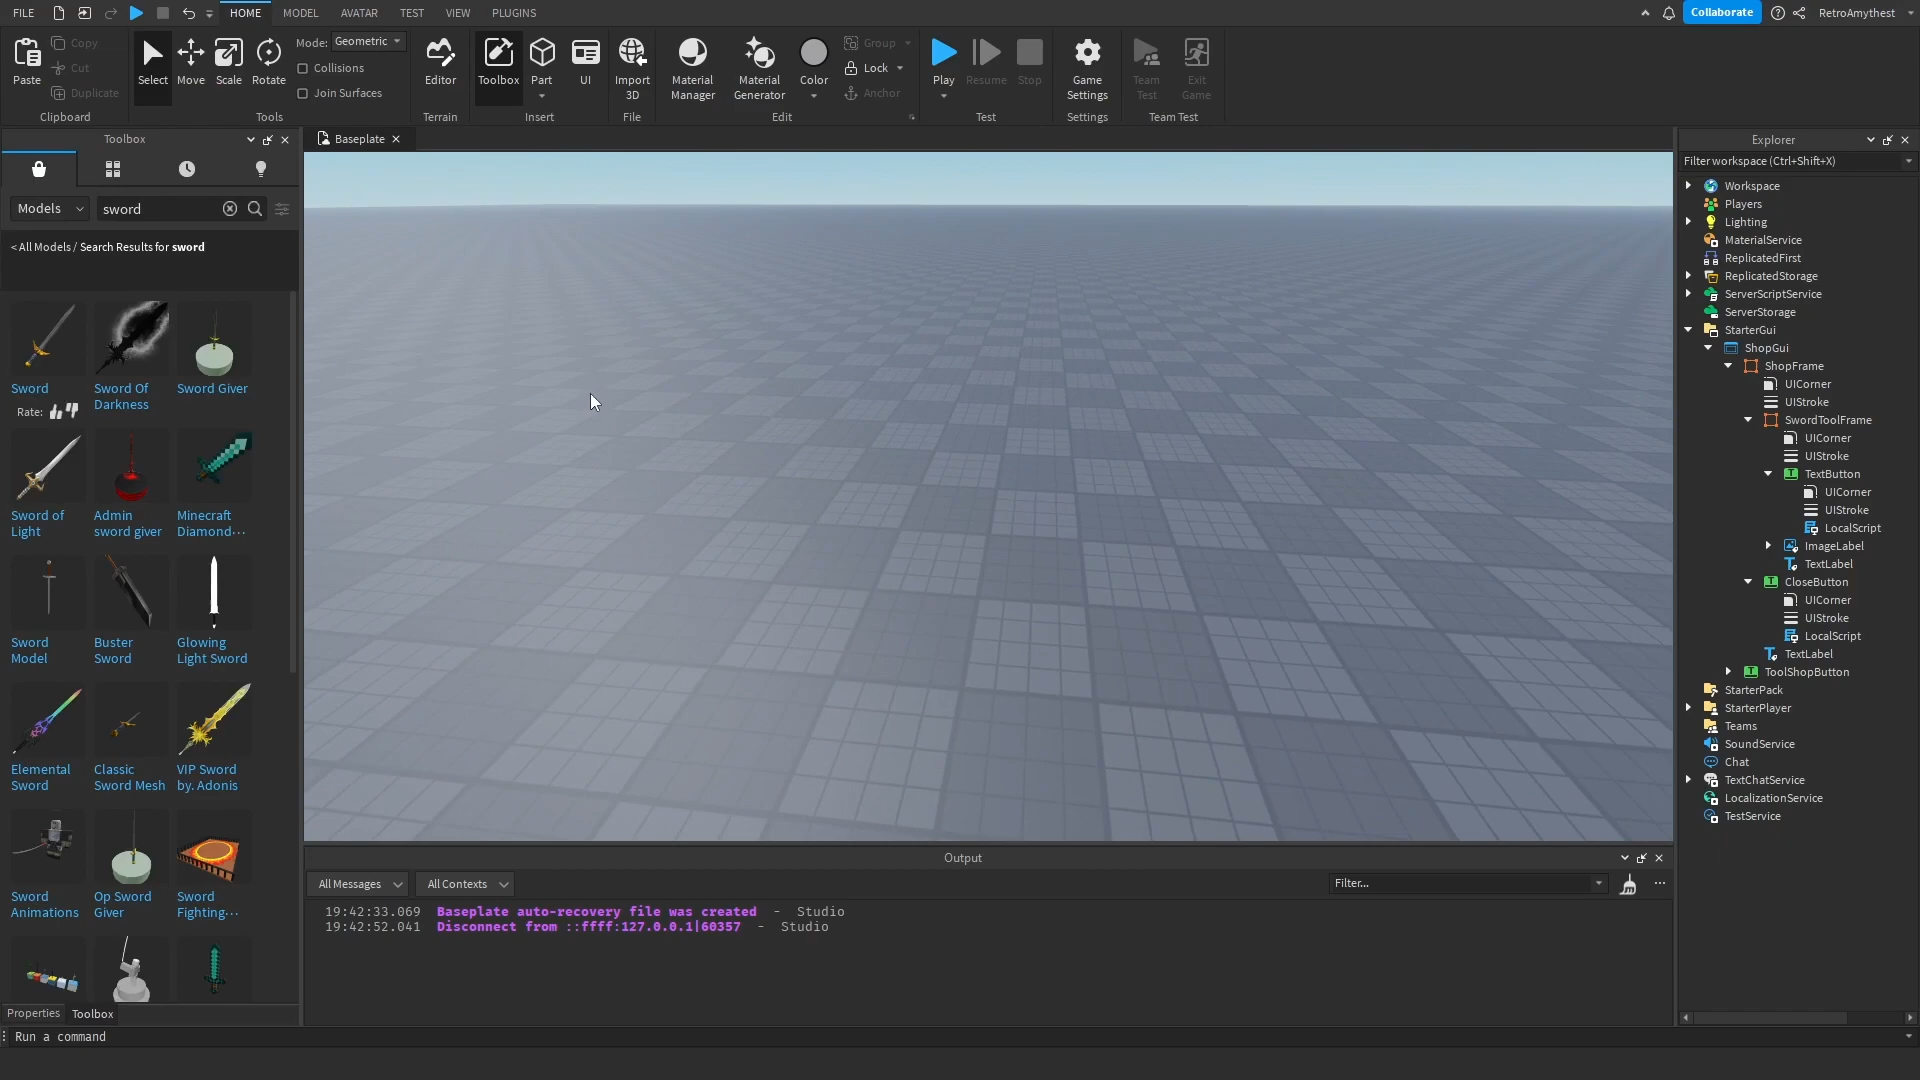 FILE
HOME
MODEL
AVATAR
TEST
VIEW
PLUGINS
Collaborate
RetroAmythest
Paste
Copy
Cut
Duplicate
Clipboard
Select
Move
Scale
Rotate
Mode: Geometric
Collisions
Join Surfaces
Tools
Editor
Terrain
Toolbox
Part
UI
Insert
Import
3D
File
Material
Manager
Material
Generator
Color
Group
Lock
Anchor
Edit
Play
Resume
Stop
Test
Game
Settings
Settings
Team
Test
Exit
Game
Team Test
Toolbox
Models
sword
< All Models / Search Results for sword
Sword
Rate:
Sword Of
Darkness
Sword Giver
Sword of
Light
Admin
sword giver
Minecraft
Diamond...
Sword
Model
Buster
Sword
Glowing
Light Sword
Elemental
Sword
Classic
Sword Mesh
VIP Sword
by. Adonis
Sword
Animations
Op Sword
Giver
Sword
Fighting...
Properties
Toolbox
Run a command
Baseplate
Output
All Messages
All Contexts
Filter...
19:42:33.069 Baseplate auto-recovery file was created - Studio
19:42:52.041 Disconnect from ::ffff:127.0.0.1|60357 - Studio
Explorer
Filter workspace (Ctrl+Shift+X)
Workspace
Players
Lighting
MaterialService
ReplicatedFirst
ReplicatedStorage
ServerScriptService
ServerStorage
StarterGui
ShopGui
ShopFrame
UICorner
UIStroke
SwordToolFrame
UICorner
UIStroke
TextButton
UICorner
UIStroke
LocalScript
ImageLabel
TextLabel
CloseButton
UICorner
UIStroke
LocalScript
TextLabel
ToolShopButton
StarterPack
StarterPlayer
Teams
SoundService
Chat
TextChatService
LocalizationService
TestService